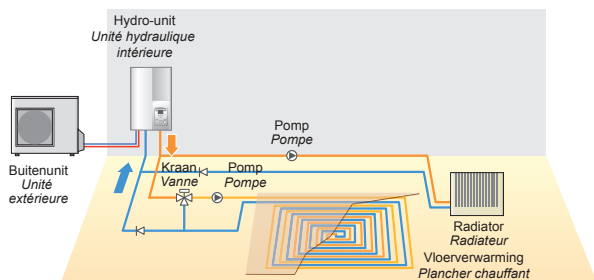 Hydro-unit
Unité hydraulique
intérieure
Pomp
Pompe
Buitenunit
Unité
extérieure
Kraan
Vanne
Pomp
Pompe
Radiator
Radiateur
Vloerverwarming
Plancher chauffant